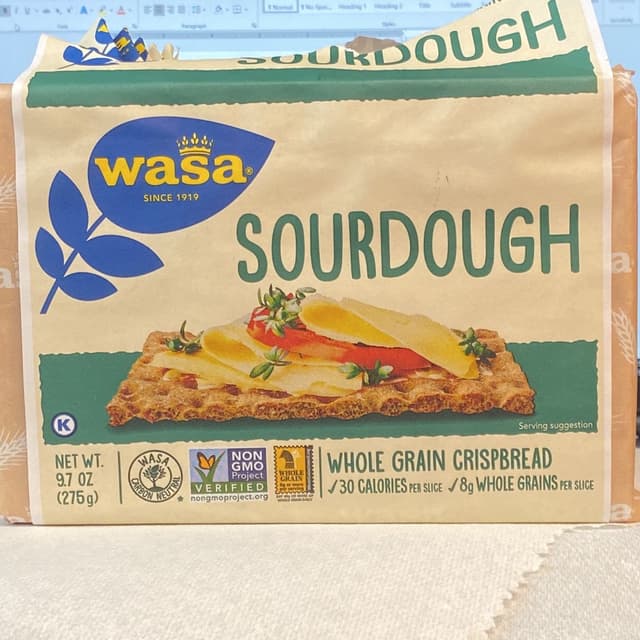 SOURDOUGH
wasa®
SINCE 1919
SOURDOUGH
Serving suggestion
K
NET WT.
9.7 OZ
(275g)
WASA
CARBON NEUTRAL
NON
GMO
Project
VERIFIED
nongmoproject.org
WHOLE
GRAIN
WHOLE GRAIN CRISPBREAD
✓30 CALORIES PER SLICE ✓8g WHOLE GRAINS PER SLICE